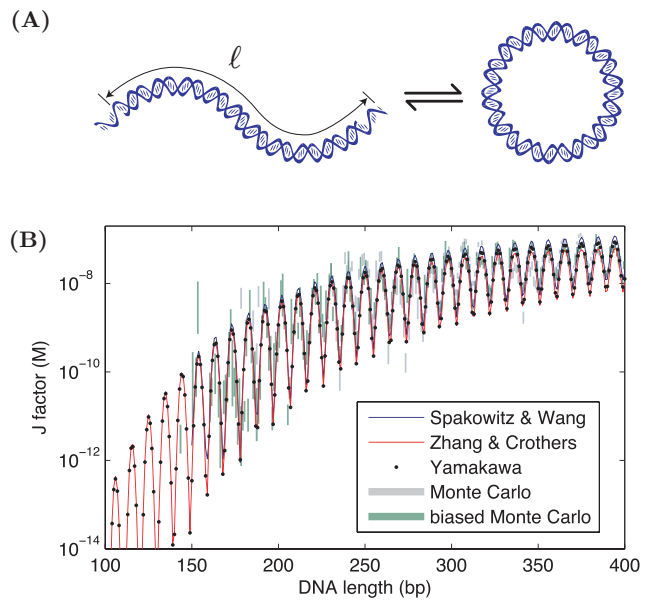 (A)
ℓ
(B)
J factor (M)
10⁻⁸
10⁻¹⁰
10⁻¹²
10⁻¹⁴
Spakowitz & Wang
Zhang & Crothers
Yamakawa
Monte Carlo
biased Monte Carlo
100 150 200 250 300 350 400
DNA length (bp)